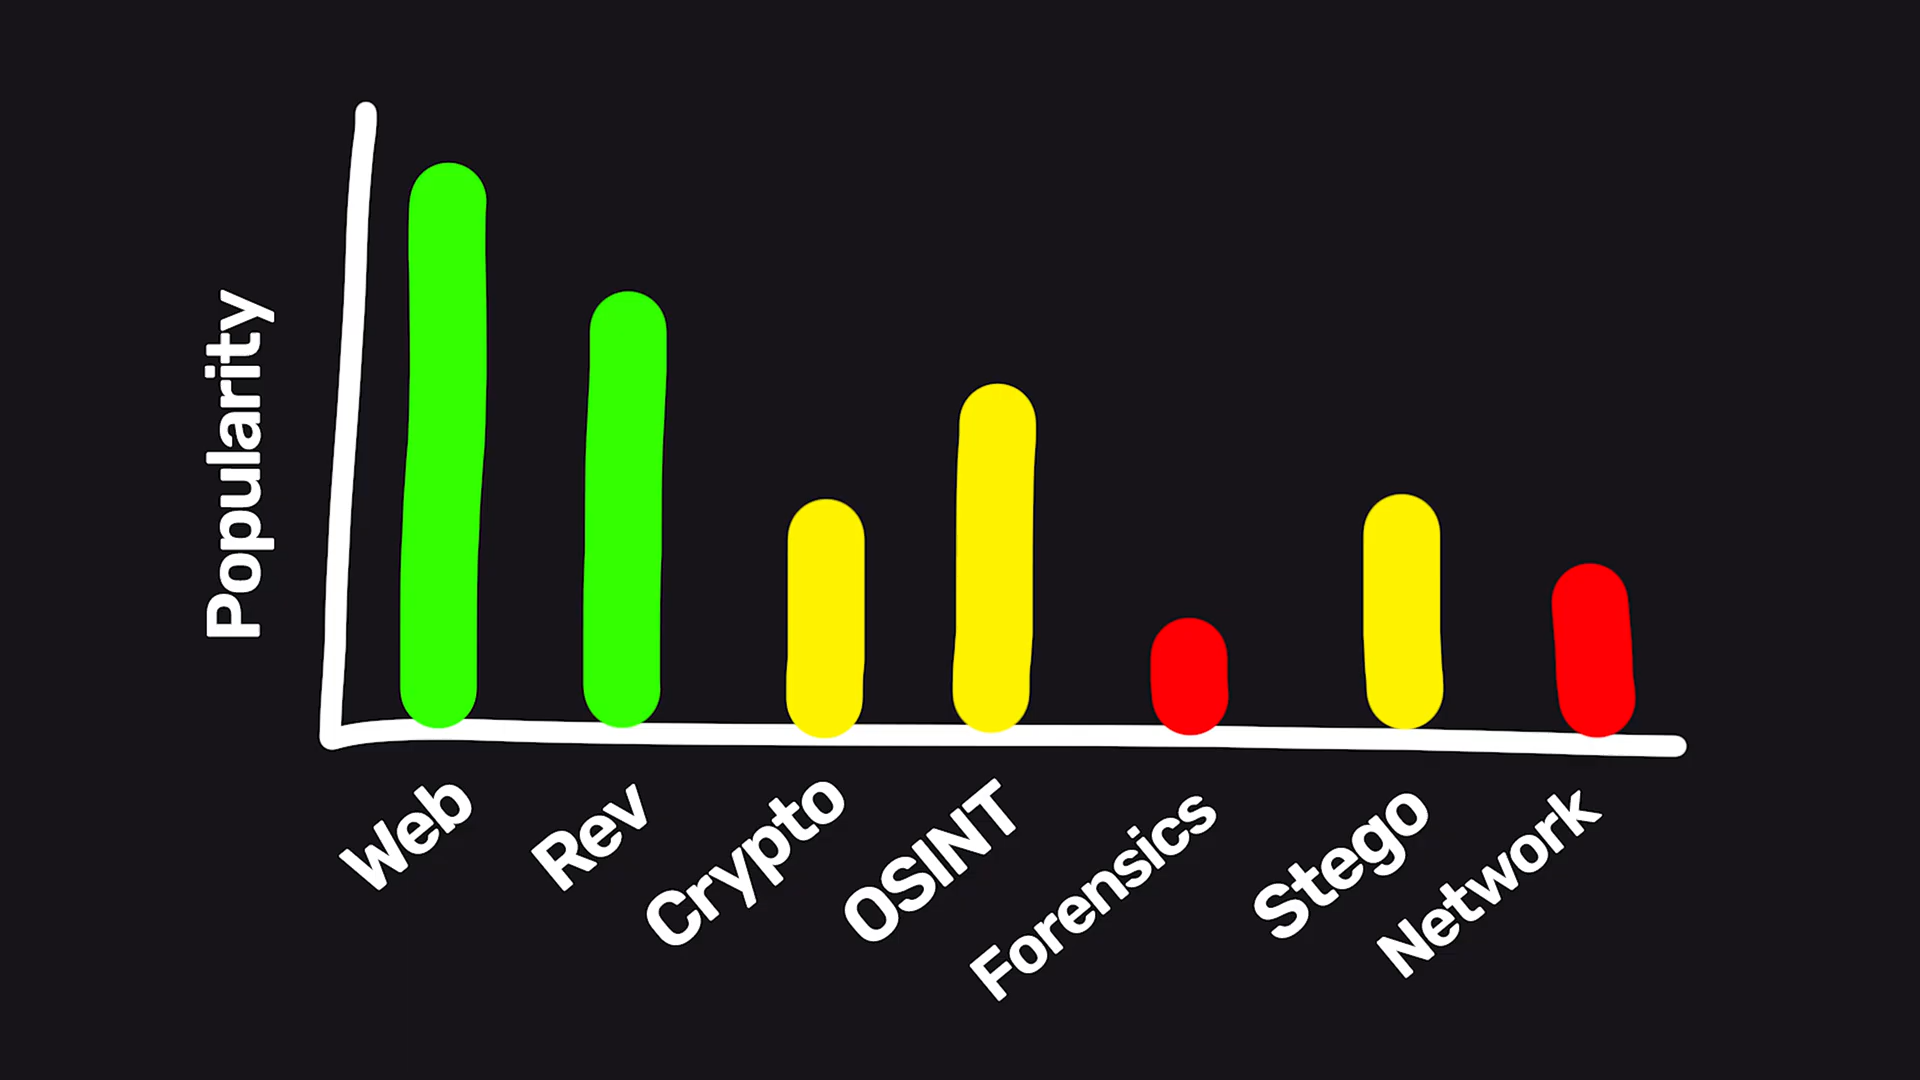 Popularity
Web
Rev
Crypto
OSINT
Forensics
Stego
Network